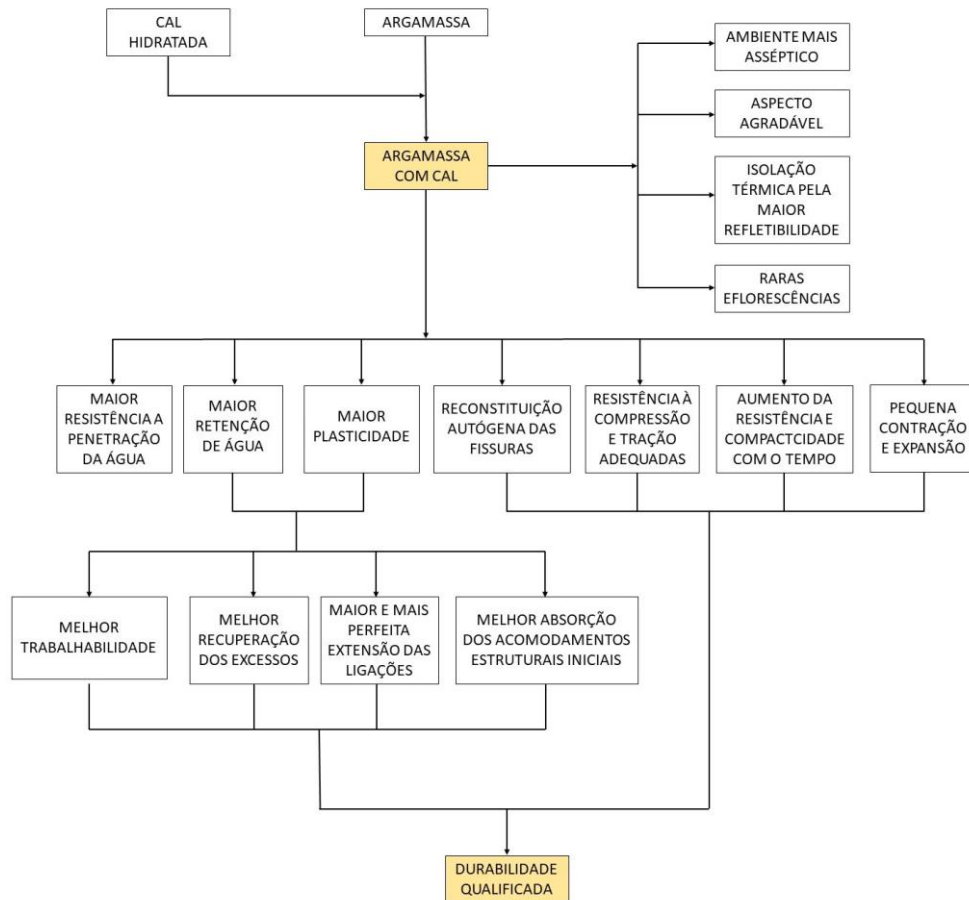 CAL
HIDRATADA
ARGAMASSA
AMBIENTE MAIS
ASSÉPTICO
ASPECTO
AGRADÁVEL
ARGAMASSA
COM CAL
ISOLAÇÃO
TÉRMICA PELA
MAIOR
REFLETIBILIDADE
RARAS
EFLORESCÊNCIAS
MAIOR
RESISTÊNCIA A
PENETRAÇÃO
DA ÁGUA
MAIOR
RETENÇÃO
DE ÁGUA
MAIOR
PLASTICIDADE
RECONSTITUIÇÃO
AUTÓGENA DAS
FISSURAS
RESISTÊNCIA À
COMPRESSÃO
E TRAÇÃO
ADEQUADAS
AUMENTO DA
RESISTÊNCIA E
COMPACTCIDADE
COM O TEMPO
PEQUENA
CONTRAÇÃO
E EXPANSÃO
MELHOR
TRABALHABILIDADE
MELHOR
RECUPERAÇÃO
DOS EXCESSOS
MAIOR E MAIS
PERFEITA
EXTENSÃO DAS
LIGAÇÕES
MELHOR ABSORÇÃO
DOS ACOMODAMENTOS
ESTRUTURAIS INICIAIS
DURABILIDADE
QUALIFICADA